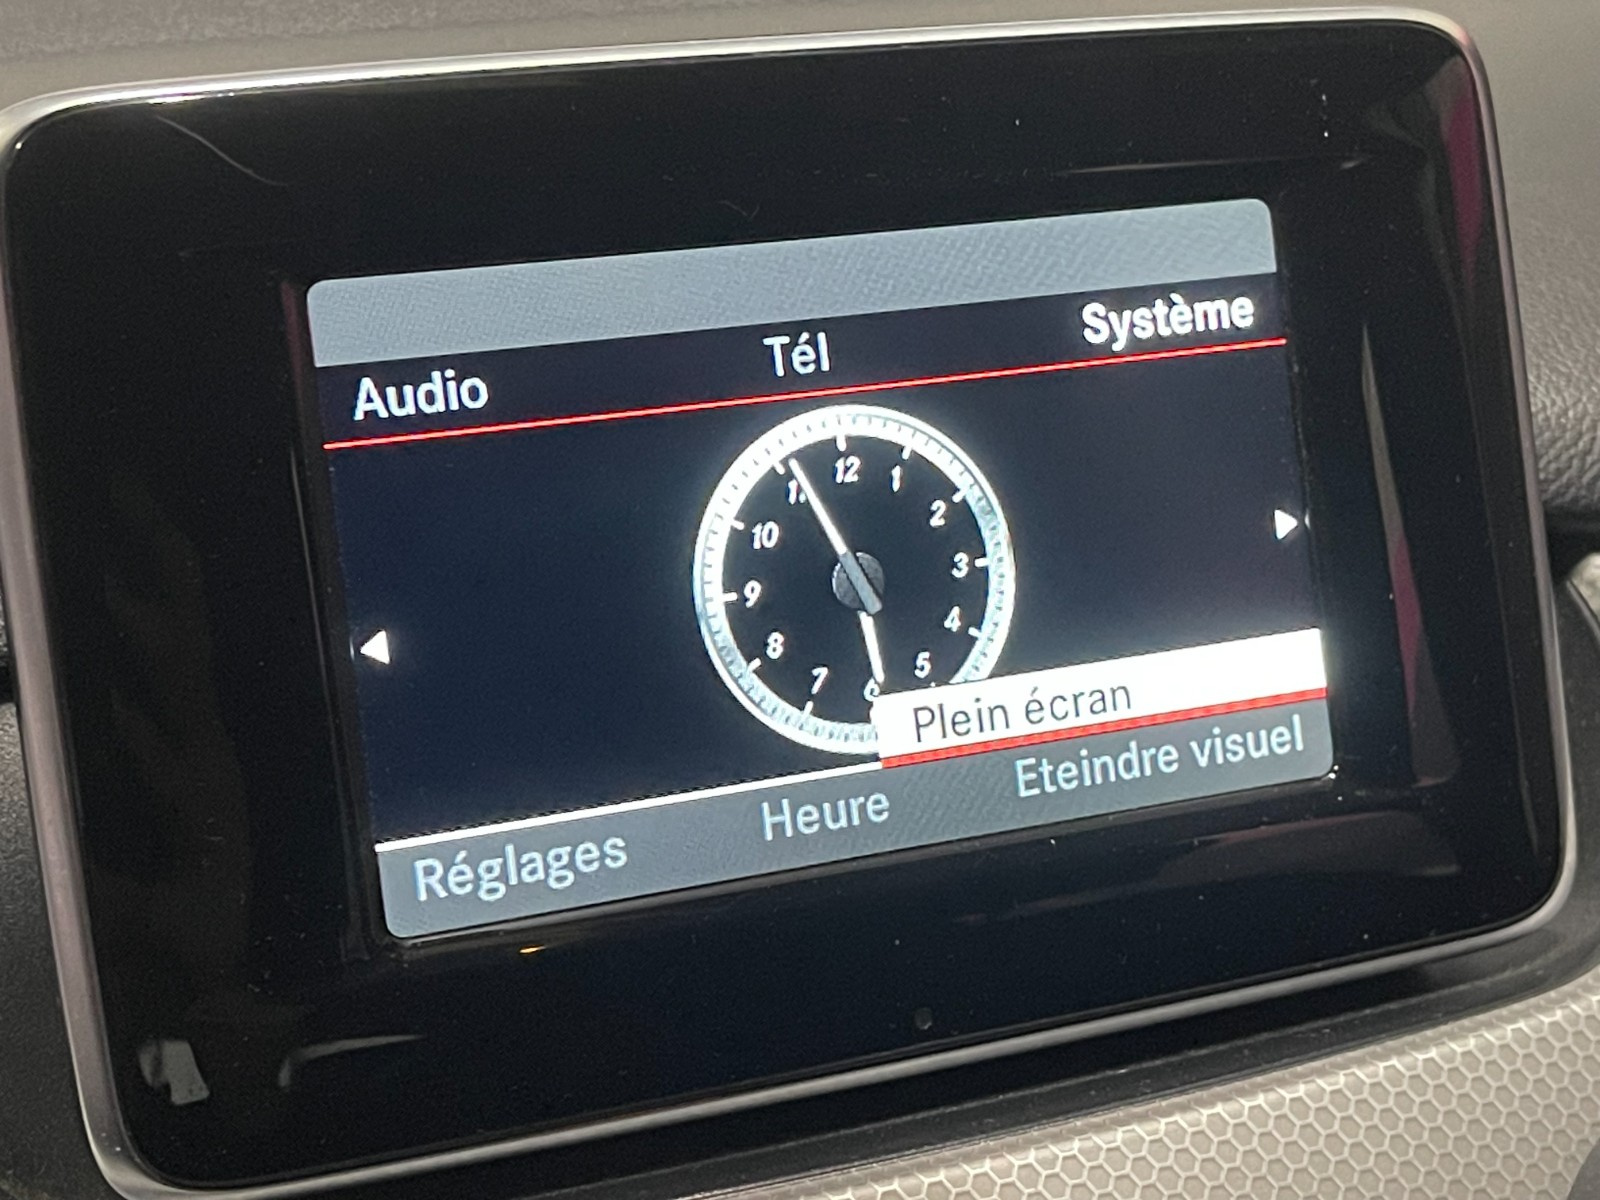 Audio Tél Système
12
11 1
10 2
9 3
8 4
7 5
6
Plein écran
Réglages Heure Eteindre visuel